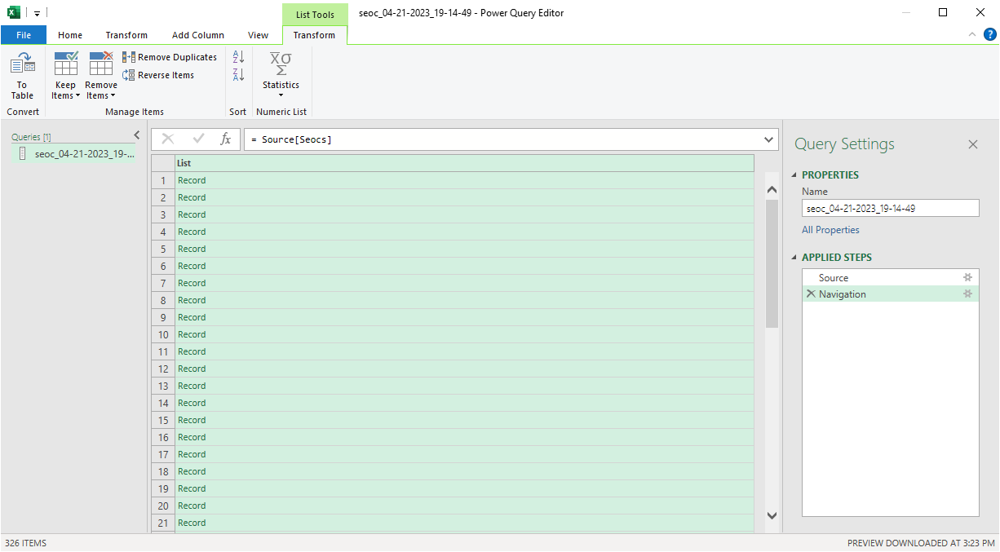 List Tools
seoc_04-21-2023_19-14-49 - Power Query Editor
File
Home
Transform
Add Column
View
Transform
?
To
Table
Keep
Items
Remove
Items
Remove Duplicates
Reverse Items
A
Z
Z
A
X̅σ
Σ
Statistics
Convert
Manage Items
Sort
Numeric List
Queries [1]
seoc_04-21-2023_19-...
fx
= Source[Seocs]
List
1 Record
2 Record
3 Record
4 Record
5 Record
6 Record
7 Record
8 Record
9 Record
10 Record
11 Record
12 Record
13 Record
14 Record
15 Record
16 Record
17 Record
18 Record
19 Record
20 Record
21 Record
Query Settings
PROPERTIES
Name
seoc_04-21-2023_19-14-49
All Properties
APPLIED STEPS
Source
Navigation
326 ITEMS
PREVIEW DOWNLOADED AT 3:23 PM